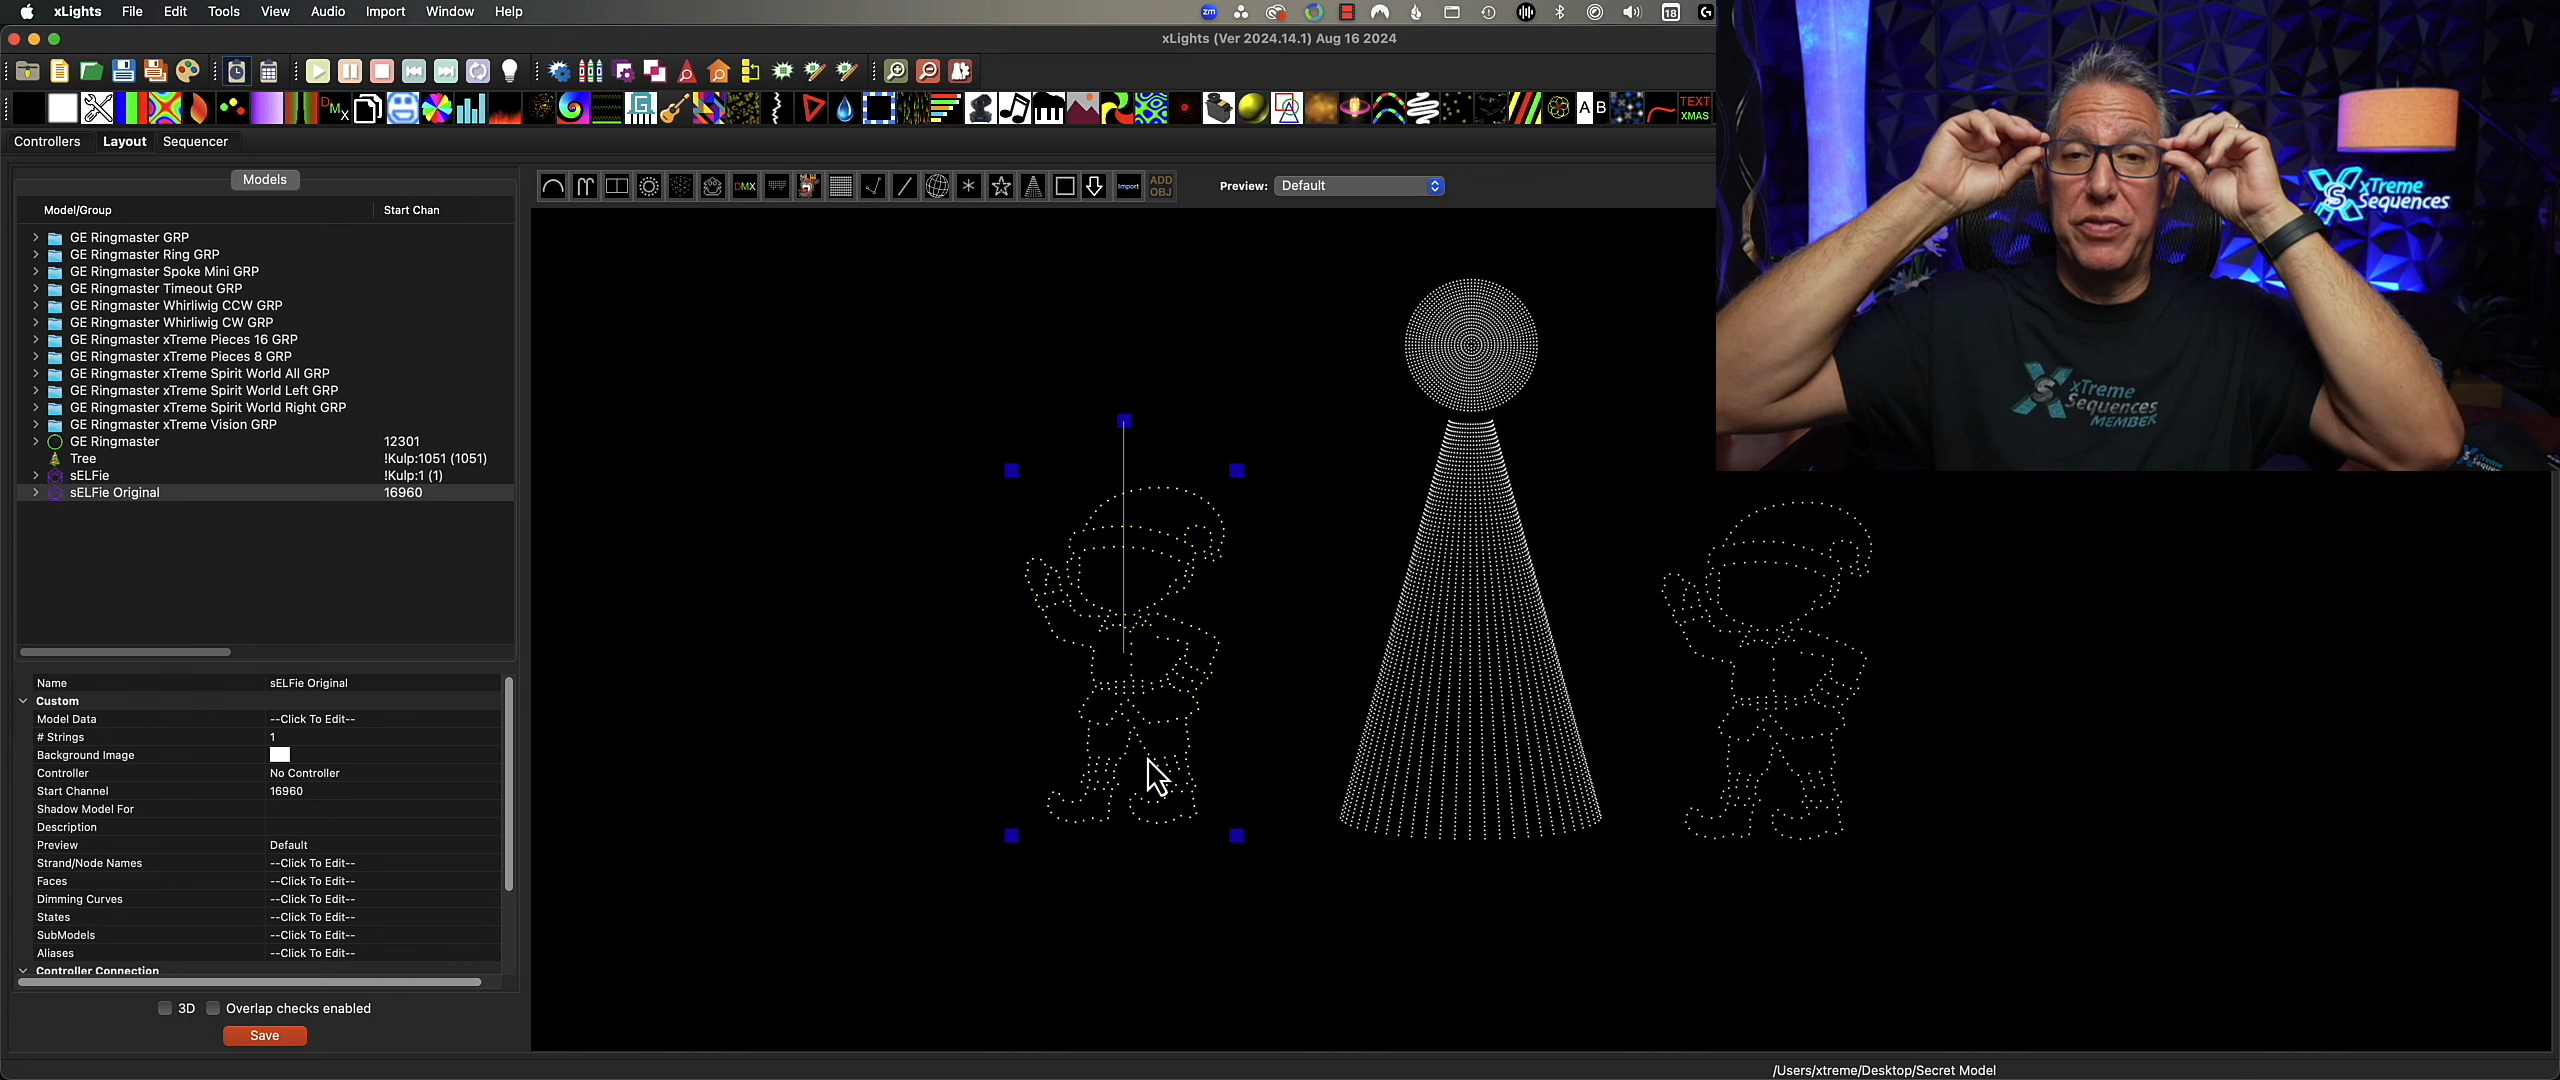 xLights File Edit Tools View Audio Import Window Help
zm
18
xLights (Ver 2024.14.1) Aug 16 2024
DMX
A B
TEXT XMAS
Controllers Layout Sequencer
Models
Model/Group Start Chan
GE Ringmaster GRP
GE Ringmaster Ring GRP
GE Ringmaster Spoke Mini GRP
GE Ringmaster Timeout GRP
GE Ringmaster Whirliwig CCW GRP
GE Ringmaster Whirliwig CW GRP
GE Ringmaster xTreme Pieces 16 GRP
GE Ringmaster xTreme Pieces 8 GRP
GE Ringmaster xTreme Spirit World All GRP
GE Ringmaster xTreme Spirit World Left GRP
GE Ringmaster xTreme Spirit World Right GRP
GE Ringmaster xTreme Vision GRP
GE Ringmaster 12301
Tree !Kulp:1051 (1051)
sELFie !Kulp:1 (1)
sELFie Original 16960
Name sELFie Original
Custom
Model Data --Click To Edit--
# Strings 1
Background Image
Controller No Controller
Start Channel 16960
Shadow Model For
Description
Preview Default
Strand/Node Names --Click To Edit--
Faces --Click To Edit--
Dimming Curves --Click To Edit--
States --Click To Edit--
SubModels --Click To Edit--
Aliases --Click To Edit--
Controller Connection
3D Overlap checks enabled
Save
DMX
Import
ADD OBJ
Preview: Default
xTreme
Sequences
xTreme
Sequences
MEMBER
/Users/xtreme/Desktop/Secret Model